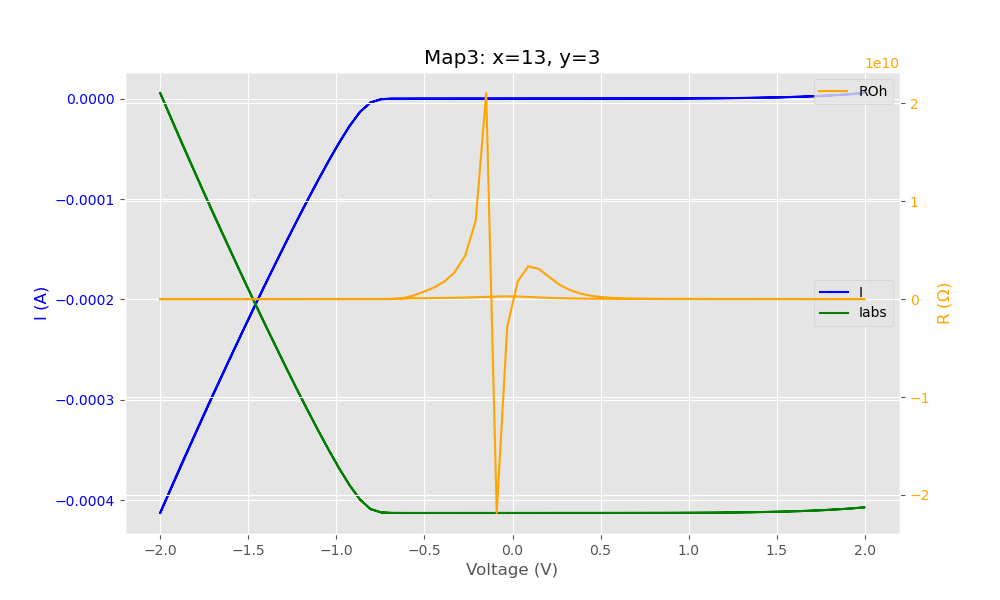 Map3: x=13, y=3
1e10
ROh
I
Iabs
0.0000
−0.0001
−0.0002
−0.0003
−0.0004
I (A)
2
1
0
−1
−2
R (Ω)
−2.0 −1.5 −1.0 −0.5 0.0 0.5 1.0 1.5 2.0
Voltage (V)